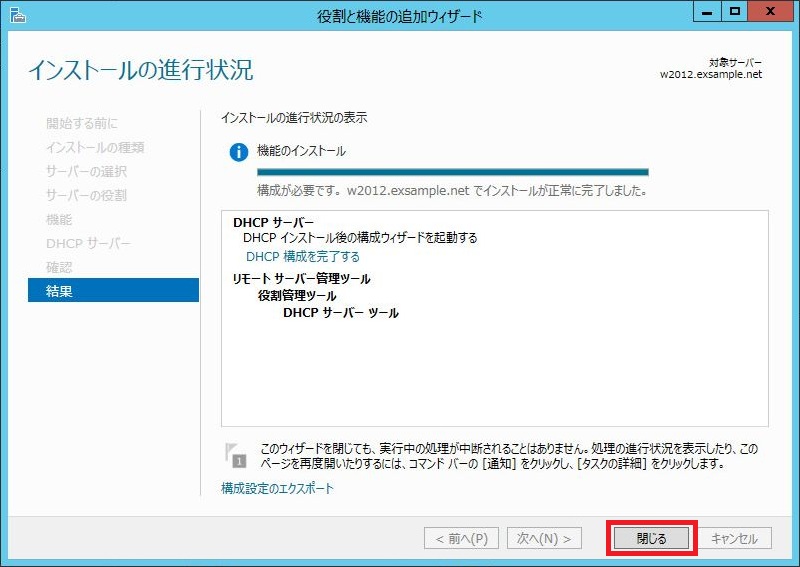 役割と機能の追加ウィザード
インストールの進行状況
対象サーバー
w2012.exsample.net
開始する前に
インストールの種類
サーバーの選択
サーバーの役割
機能
DHCP サーバー
確認
結果
インストールの進行状況の表示
機能のインストール
構成が必要です。w2012.exsample.net でインストールが正常に完了しました。
DHCP サーバー
DHCP インストール後の構成ウィザードを起動する
DHCP 構成を完了する
リモート サーバー管理ツール
役割管理ツール
DHCP サーバー ツール
1
このウィザードを閉じても、実行中の処理が中断されることはありません。処理の進行状況を表示したり、この
ページを再度開いたりするには、コマンド バーの [通知] をクリックし、[タスクの詳細] をクリックします。
構成設定のエクスポート
< 前へ(P)
次へ(N) >
閉じる
キャンセル